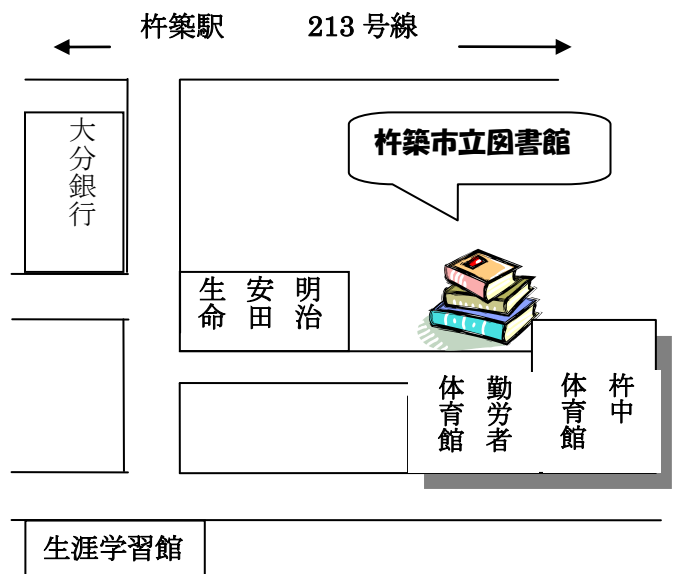 杵築駅
213 号線
大分銀行
杵築市立図書館
明治
安田
生命
勤労者
体育館
杵中
体育館
生涯学習館